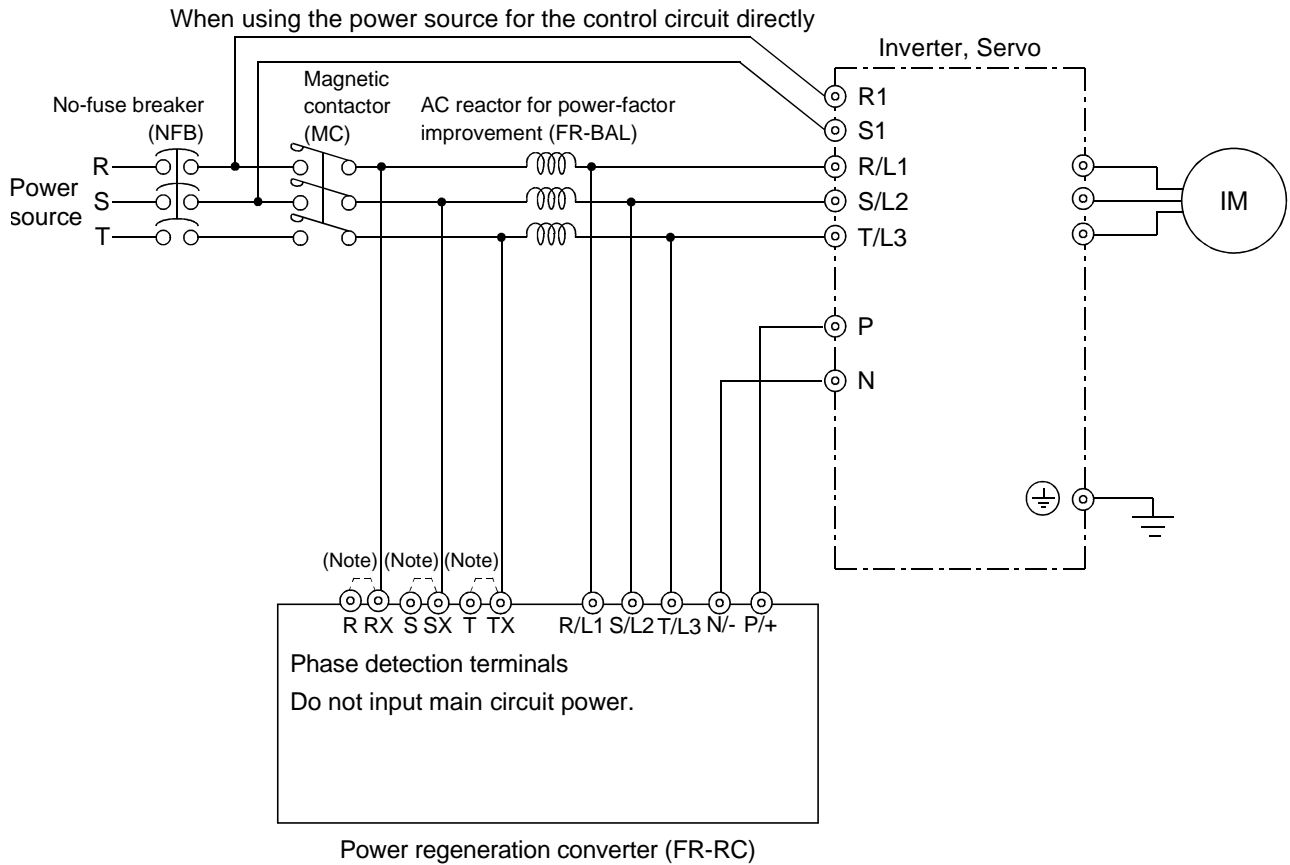 When using the power source for the control circuit directly
Inverter, Servo
No-fuse breaker
(NFB)
Magnetic
contactor
(MC)
AC reactor for power-factor
improvement (FR-BAL)
R1
S1
R
R/L1
Power
source
S
S/L2
IM
T
T/L3
P
N
(Note) (Note) (Note)
R RX S SX T TX R/L1 S/L2 T/L3 N/- P/+
Phase detection terminals
Do not input main circuit power.
Power regeneration converter (FR-RC)